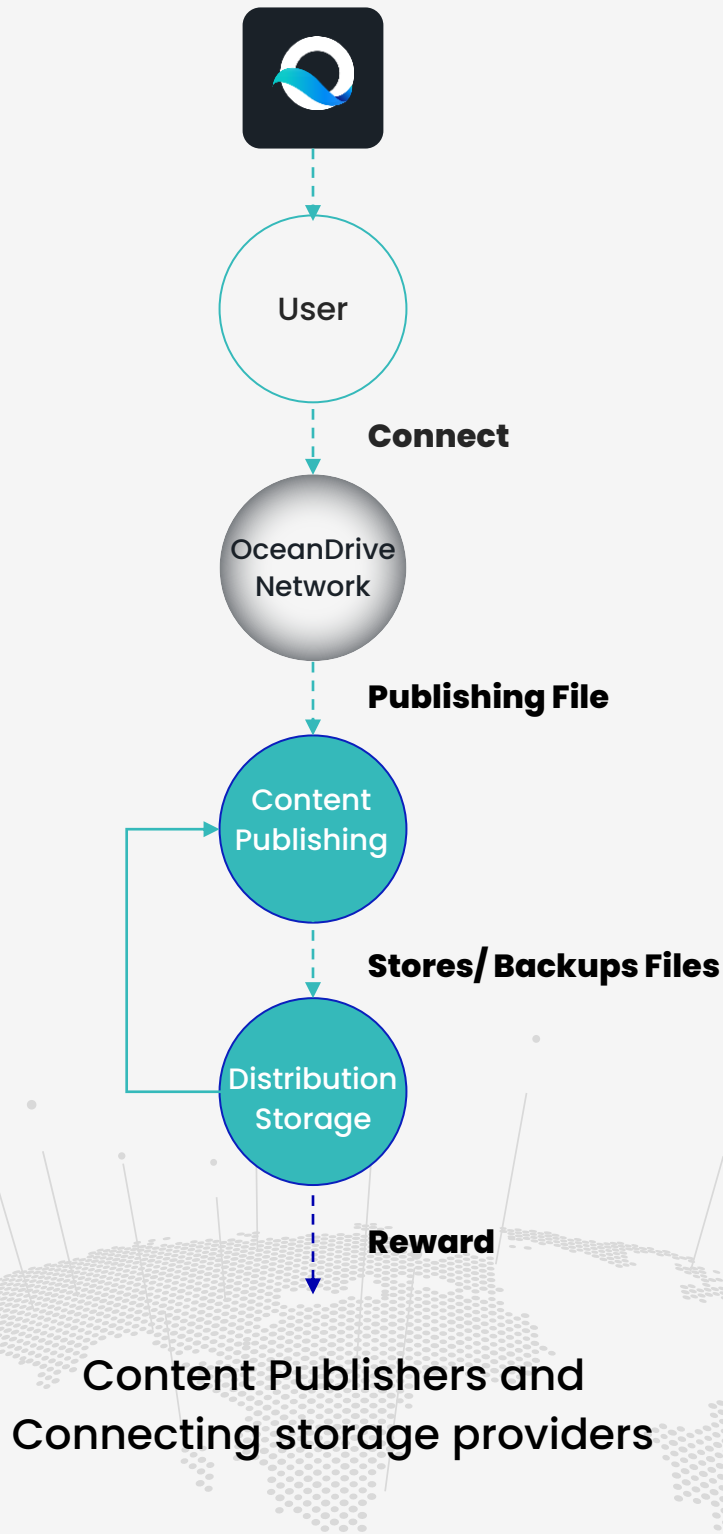 User
Connect
OceanDrive
Network
Publishing File
Content
Publishing
Stores/ Backups Files
Distribution
Storage
Reward
Content Publishers and
Connecting storage providers